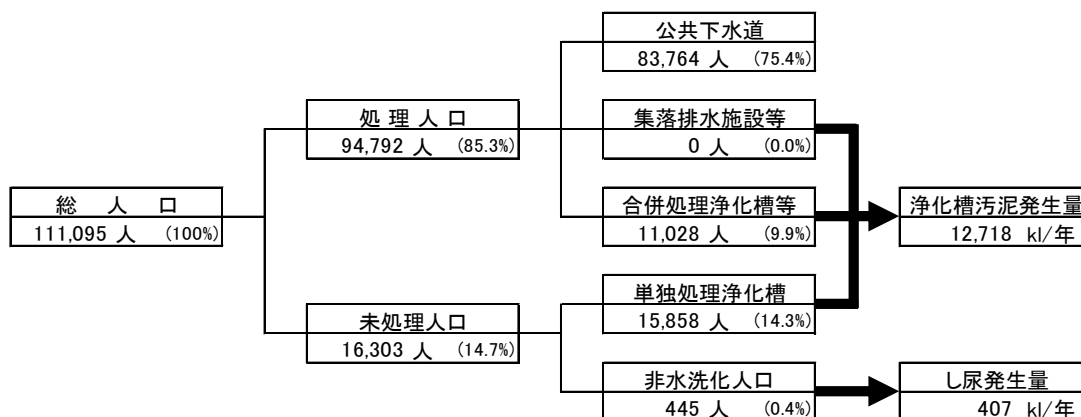 公共下水道
83,764 人 (75.4%)
処 理 人 口
94,792 人 (85.3%)
集落排水施設等
0 人 (0.0%)
総 人 口
111,095 人 (100%)
合併処理浄化槽等
11,028 人 (9.9%)
浄化槽汚泥発生量
12,718 kl/年
未処理人口
16,303 人 (14.7%)
単独処理浄化槽
15,858 人 (14.3%)
非水洗化人口
445 人 (0.4%)
し尿発生量
407 kl/年